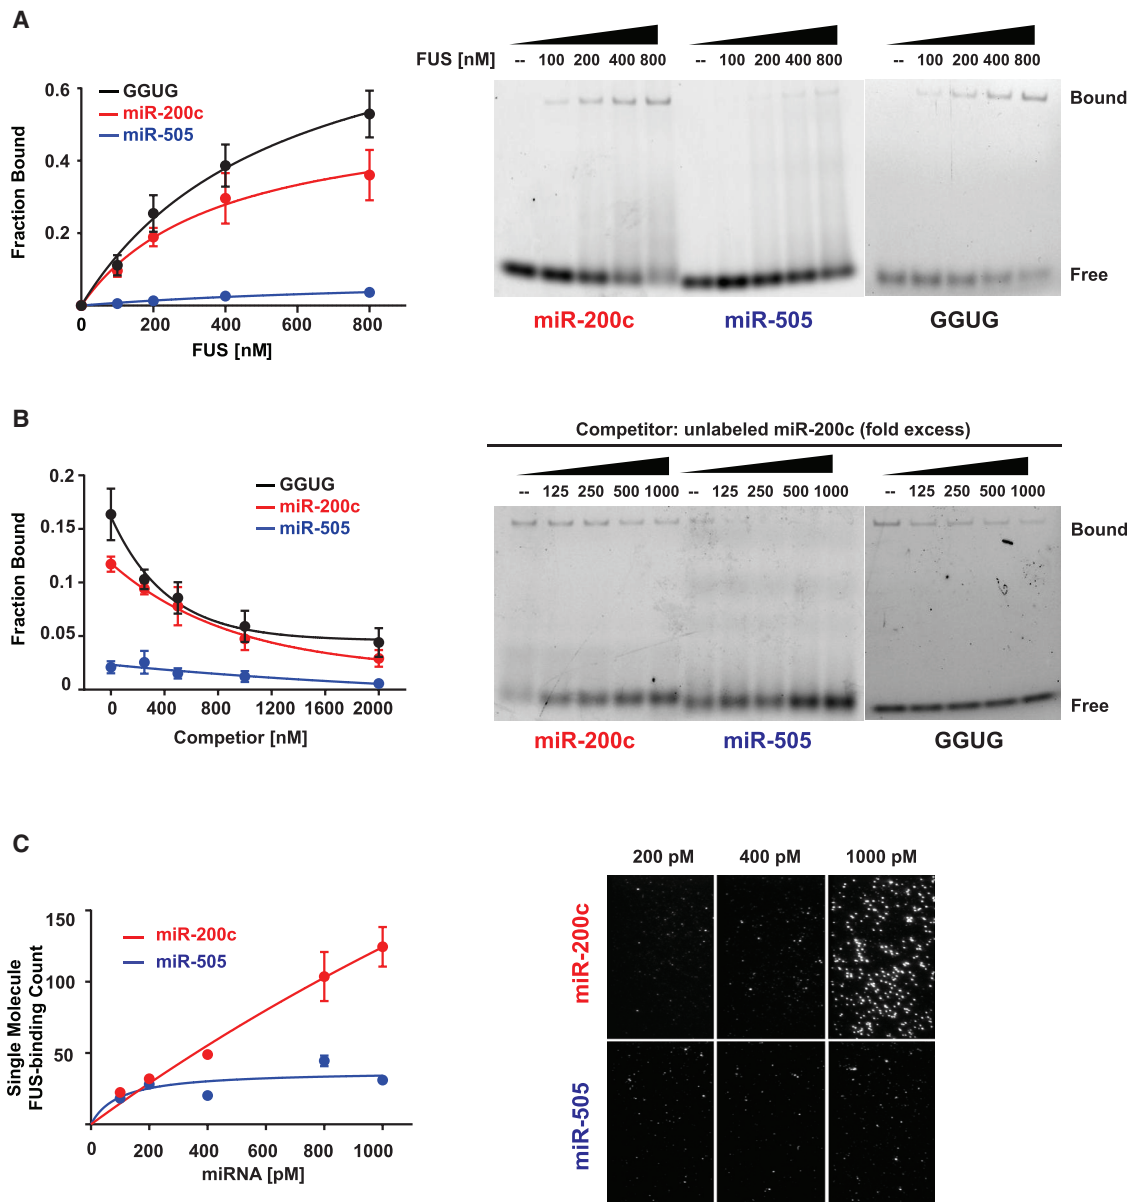 A
GGUG
miR-200c
miR-505
0.6
0.4
0.2
Fraction Bound
0 200 400 600 800
FUS [nM]
FUS [nM] -- 100 200 400 800 -- 100 200 400 800 -- 100 200 400 800
Bound
Free
miR-200c miR-505 GGUG
B
GGUG
miR-200c
miR-505
0.2
0.15
0.1
0.05
0
Fraction Bound
0 400 800 1200 1600 2000
Competior [nM]
Competitor: unlabeled miR-200c (fold excess)
-- 125 250 500 1000 -- 125 250 500 1000 -- 125 250 500 1000
Bound
Free
miR-200c miR-505 GGUG
C
miR-200c
miR-505
150
100
50
Single Molecule
FUS-binding Count
0 200 400 600 800 1000
miRNA [pM]
200 pM 400 pM 1000 pM
miR-200c
miR-505